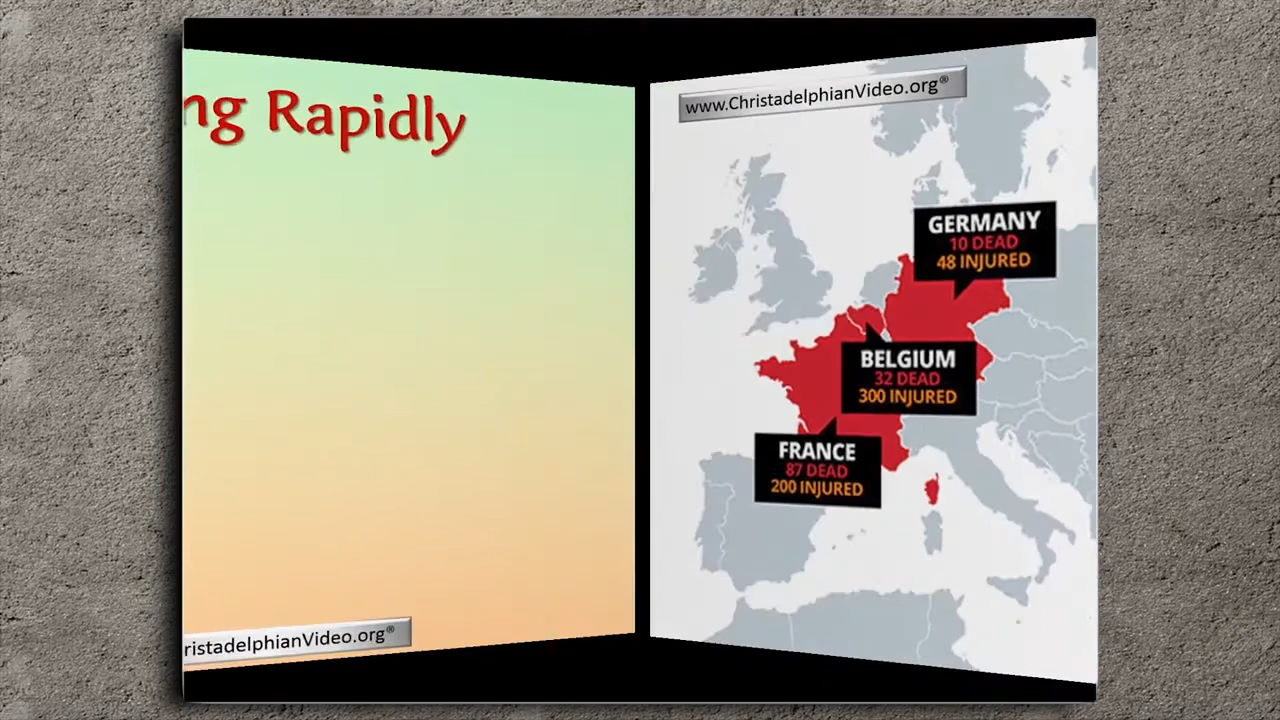 ng Rapidly
ristadelphianVideo.org®
www.ChristadelphianVideo.org®
GERMANY
10 DEAD
48 INJURED
BELGIUM
32 DEAD
300 INJURED
FRANCE
87 DEAD
200 INJURED